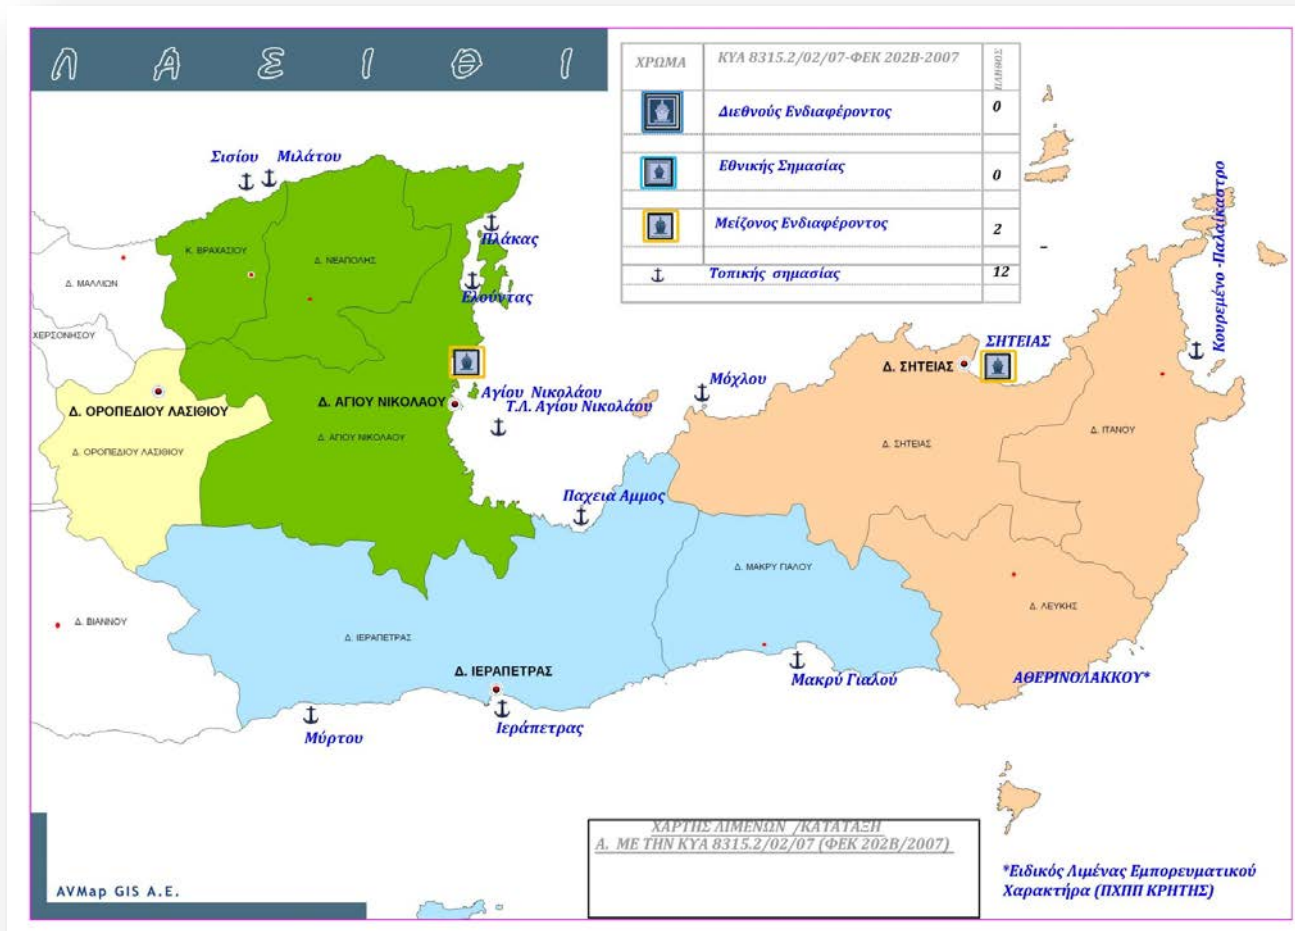 ΛΑΣΙΘΙ
ΧΡΩΜΑ
ΚΥΑ 8315.2/02/07-ΦΕΚ 202Β-2007
ΠΛΗΘΟΣ
Διεθνούς Ενδιαφέροντος
0
Εθνικής Σημασίας
0
Μείζονος Ενδιαφέροντος
2
Τοπικής σημασίας
12
Σισίου
Μιλάτου
Πλάκας
Ελούντας
Κ. ΒΡΑΧΑΣΙΟΥ
Δ. ΝΕΑΠΟΛΗΣ
Δ. ΜΑΛΛΙΩΝ
ΧΕΡΣΟΝΗΣΟΥ
Κουρεμένο -Παλαίκαστρο
ΣΗΤΕΙΑΣ
Δ. ΣΗΤΕΙΑΣ
Μόχλου
Αγίου Νικολάου
Τ.Λ. Αγίου Νικολάου
Δ. ΑΓΙΟΥ ΝΙΚΟΛΑΟΥ
Δ. ΟΡΟΠΕΔΙΟΥ ΛΑΣΙΘΙΟΥ
Δ. ΑΓΙΟΥ ΝΙΚΟΛΑΟΥ
Δ. ΟΡΟΠΕΔΙΟΥ ΛΑΣΙΘΙΟΥ
Δ. ΣΗΤΕΙΑΣ
Δ. ΙΤΑΝΟΥ
Παχεια Αμμος
Δ. ΜΑΚΡΥ ΓΙΑΛΟΥ
Δ. ΛΕΥΚΗΣ
Δ. ΒΙΑΝΝΟΥ
Δ. ΙΕΡΑΠΕΤΡΑΣ
Δ. ΙΕΡΑΠΕΤΡΑΣ
Μακρύ Γιαλού
ΑΘΕΡΙΝΟΛΑΚΚΟΥ*
Μύρτου
Ιεράπετρας
ΧΑΡΤΗΣ ΛΙΜΕΝΩΝ /ΚΑΤΑΤΑΞΗ
Α. ΜΕ ΤΗΝ ΚΥΑ 8315.2/02/07 (ΦΕΚ 202Β/2007)
*Ειδικός Λιμένας Εμπορευματικού
Χαρακτήρα (ΠΧΠΠ ΚΡΗΤΗΣ)
AVMap GIS A.E.